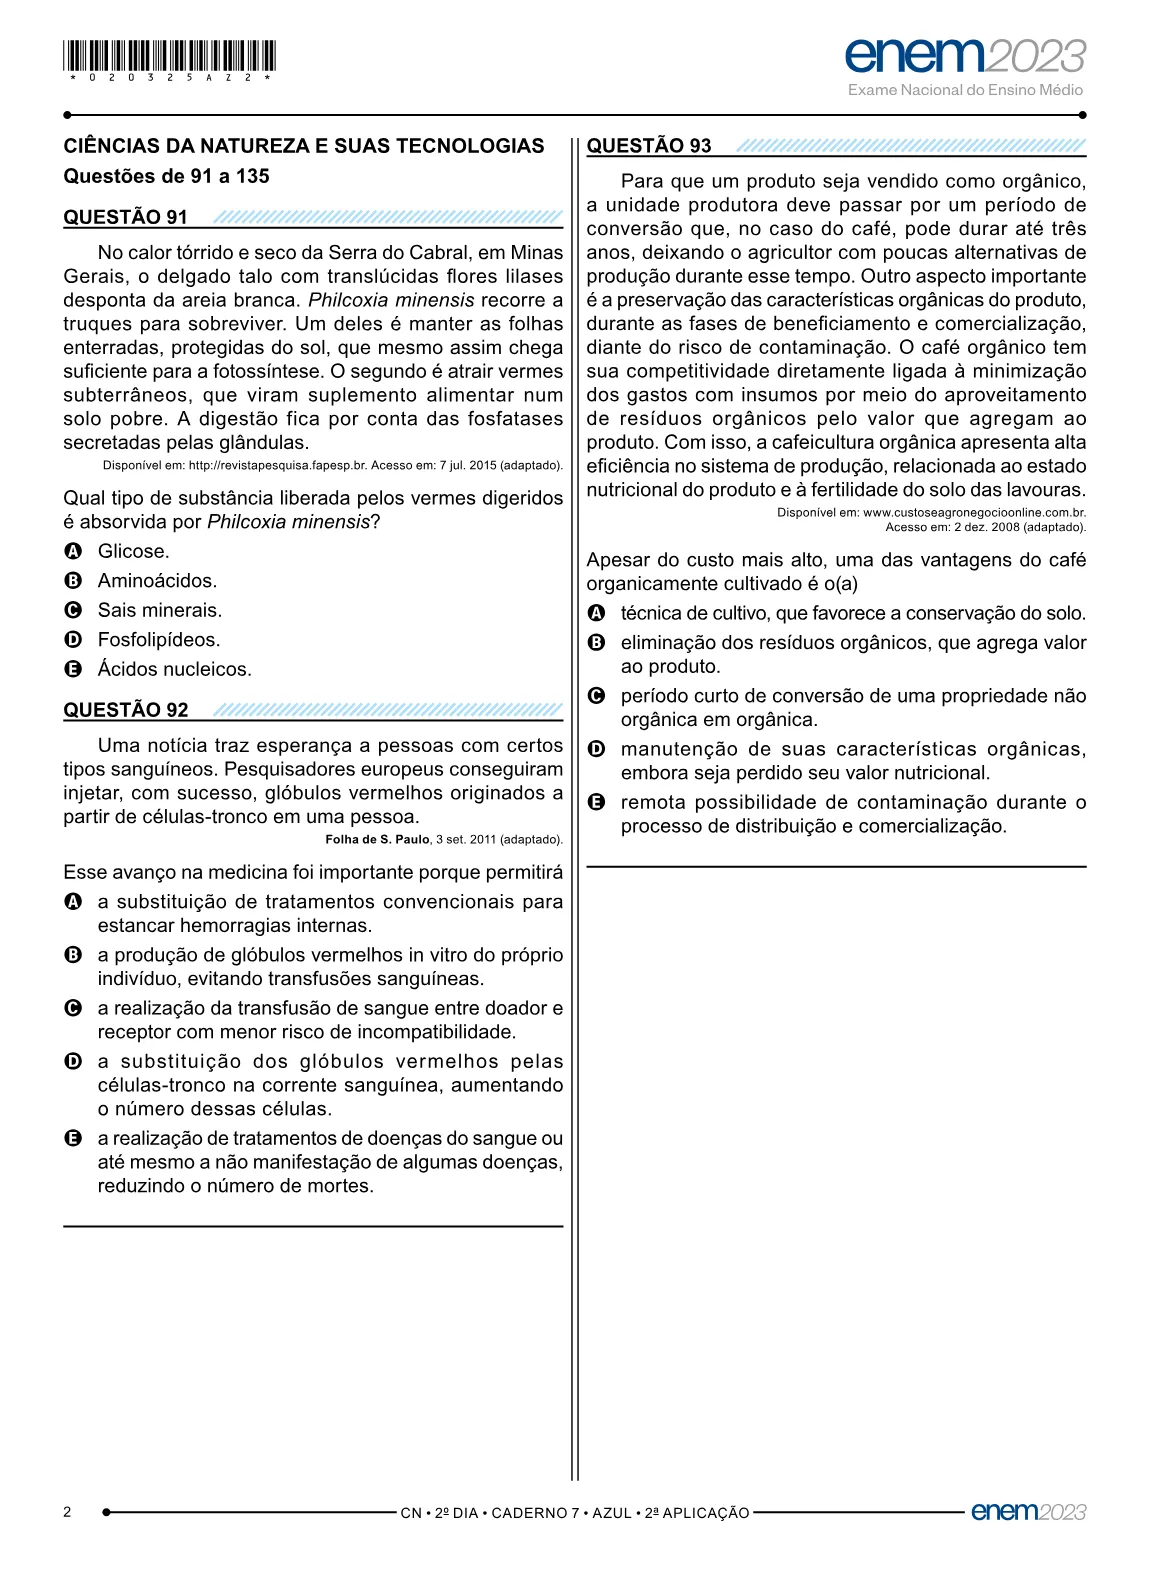 *020325AZ2*
enem2023
Exame Nacional do Ensino Médio
CIÊNCIAS DA NATUREZA E SUAS TECNOLOGIAS
Questões de 91 a 135
QUESTÃO 91
No calor tórrido e seco da Serra do Cabral, em Minas
Gerais, o delgado talo com translúcidas flores lilases
desponta da areia branca. Philcoxia minensis recorre a
truques para sobreviver. Um deles é manter as folhas
enterradas, protegidas do sol, que mesmo assim chega
suficiente para a fotossíntese. O segundo é atrair vermes
subterrâneos, que viram suplemento alimentar num
solo pobre. A digestão fica por conta das fosfatases
secretadas pelas glândulas.
Disponível em: http://revistapesquisa.fapesp.br. Acesso em: 7 jul. 2015 (adaptado).
Qual tipo de substância liberada pelos vermes digeridos
é absorvida por Philcoxia minensis?
A Glicose.
B Aminoácidos.
C Sais minerais.
D Fosfolipídeos.
E Ácidos nucleicos.
QUESTÃO 92
Uma notícia traz esperança a pessoas com certos
tipos sanguíneos. Pesquisadores europeus conseguiram
injetar, com sucesso, glóbulos vermelhos originados a
partir de células-tronco em uma pessoa.
Folha de S. Paulo, 3 set. 2011 (adaptado).
Esse avanço na medicina foi importante porque permitirá
A a substituição de tratamentos convencionais para
estancar hemorragias internas.
B a produção de glóbulos vermelhos in vitro do próprio
indivíduo, evitando transfusões sanguíneas.
C a realização da transfusão de sangue entre doador e
receptor com menor risco de incompatibilidade.
D a substituição dos glóbulos vermelhos pelas
células-tronco na corrente sanguínea, aumentando
o número dessas células.
E a realização de tratamentos de doenças do sangue ou
até mesmo a não manifestação de algumas doenças,
reduzindo o número de mortes.
QUESTÃO 93
Para que um produto seja vendido como orgânico,
a unidade produtora deve passar por um período de
conversão que, no caso do café, pode durar até três
anos, deixando o agricultor com poucas alternativas de
produção durante esse tempo. Outro aspecto importante
é a preservação das características orgânicas do produto,
durante as fases de beneficiamento e comercialização,
diante do risco de contaminação. O café orgânico tem
sua competitividade diretamente ligada à minimização
dos gastos com insumos por meio do aproveitamento
de resíduos orgânicos pelo valor que agregam ao
produto. Com isso, a cafeicultura orgânica apresenta alta
eficiência no sistema de produção, relacionada ao estado
nutricional do produto e à fertilidade do solo das lavouras.
Disponível em: www.custoseagronegocioonline.com.br.
Acesso em: 2 dez. 2008 (adaptado).
Apesar do custo mais alto, uma das vantagens do café
organicamente cultivado é o(a)
A técnica de cultivo, que favorece a conservação do solo.
B eliminação dos resíduos orgânicos, que agrega valor
ao produto.
C período curto de conversão de uma propriedade não
orgânica em orgânica.
D manutenção de suas características orgânicas,
embora seja perdido seu valor nutricional.
E remota possibilidade de contaminação durante o
processo de distribuição e comercialização.
2
CN • 2º DIA • CADERNO 7 • AZUL • 2ª APLICAÇÃO
enem2023